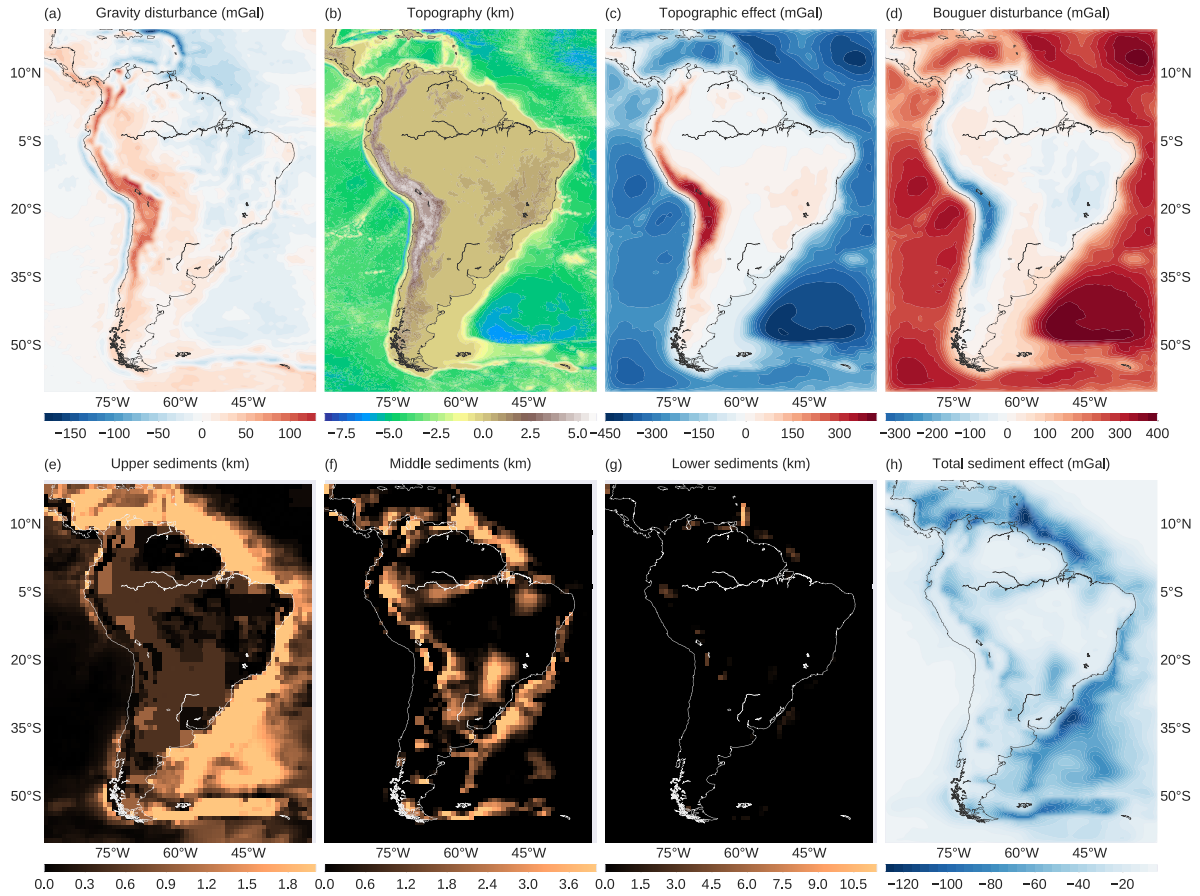 (a) Gravity disturbance (mGal) (b) Topography (km) (c) Topographic effect (mGal) (d) Bouguer disturbance (mGal)
10°N 10°N
5°S 5°S
20°S 20°S
35°S 35°S
50°S 50°S
75°W 60°W 45°W 75°W 60°W 45°W 75°W 60°W 45°W 75°W 60°W 45°W
−150 −100 −50 0 50 100 −7.5 −5.0 −2.5 0.0 2.5 5.0 −450 −300 −150 0 150 300 −300 −200 −100 0 100 200 300 400
(e) Upper sediments (km) (f) Middle sediments (km) (g) Lower sediments (km) (h) Total sediment effect (mGal)
10°N 10°N
5°S 5°S
20°S 20°S
35°S 35°S
50°S 50°S
75°W 60°W 45°W 75°W 60°W 45°W 75°W 60°W 45°W 75°W 60°W 45°W
0.0 0.3 0.6 0.9 1.2 1.5 1.8 0.0 0.6 1.2 1.8 2.4 3.0 3.6 0.0 1.5 3.0 4.5 6.0 7.5 9.0 10.5 −120 −100 −80 −60 −40 −20